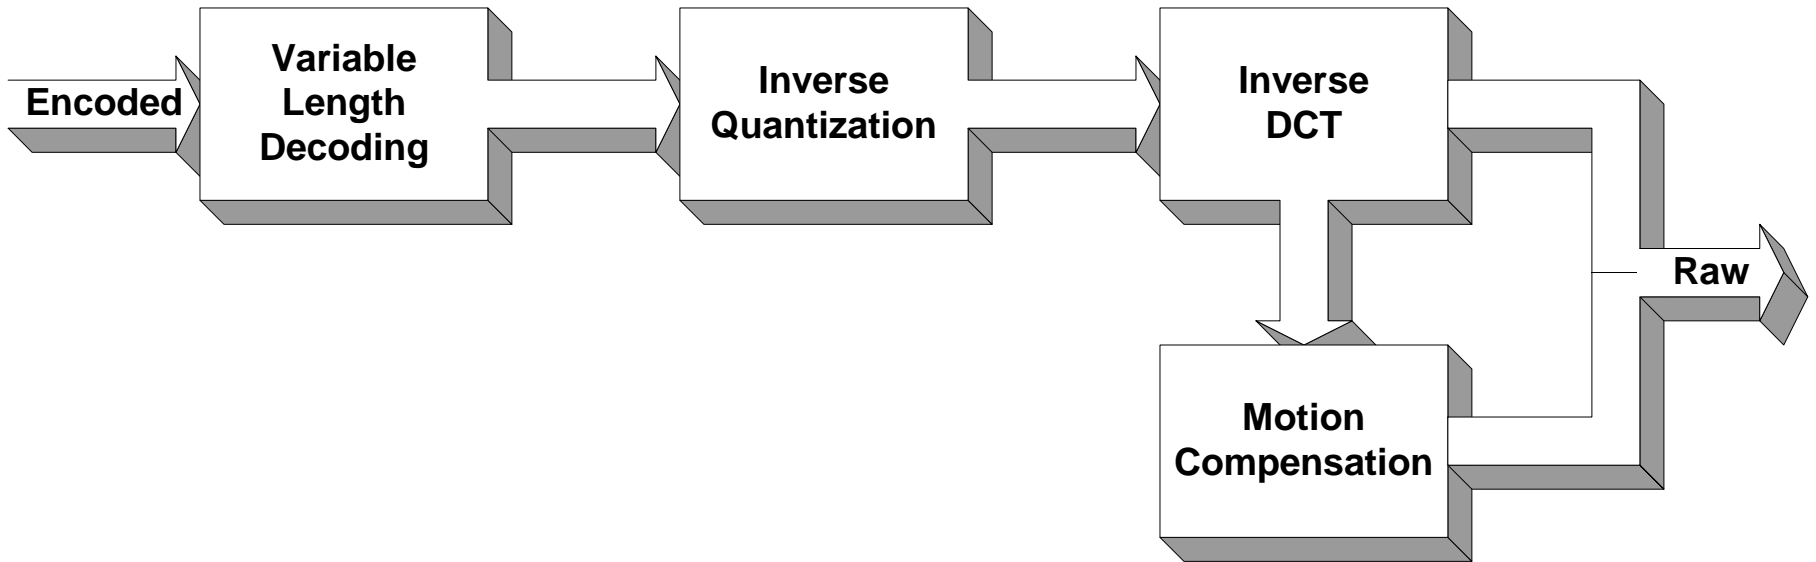 Encoded
Variable
Length
Decoding
Inverse
Quantization
Inverse
DCT
Raw
Motion
Compensation